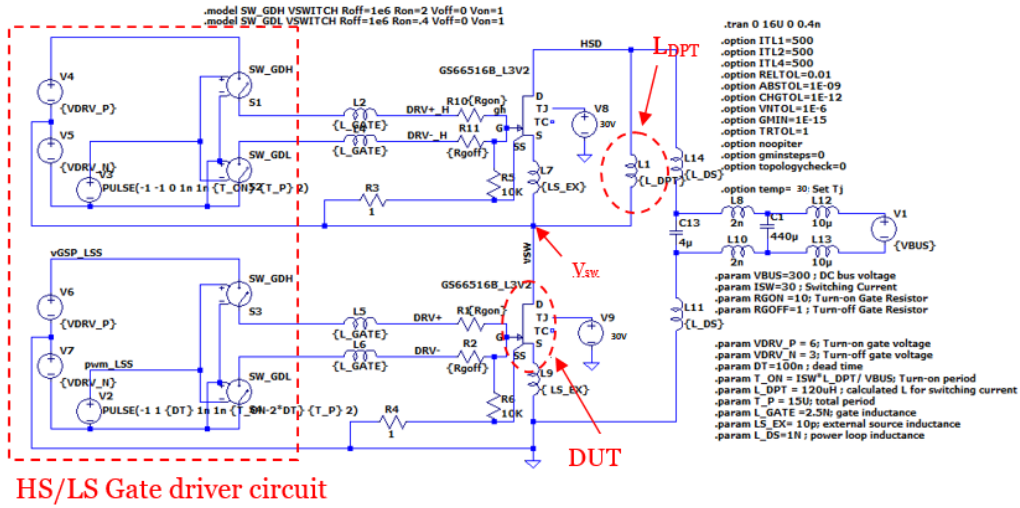 .model SW_GDH VSWITCH Roff=1e6 Ron=2 Voff=0 Von=1
.model SW_GDL VSWITCH Roff=1e6 Ron=.4 Voff=0 Von=1
.tran 0 16U 0 0.4n
.option ITL1=500
.option ITL2=500
.option ITL4=500
.option RELTOL=0.01
.option ABSTOL=1E-09
.option CHGTOL=1E-12
.option VNTOL=1E-6
.option GMIN=1E-15
.option TRTOL=1
.option noopiter
.option gminsteps=0
.option topologycheck=0
.option temp= 30: Set Tj
HSD
L
DPT
V4
{VDRV_P}
V5
{VDRV_N}
V3
PULSE(-1 -1 0 1n 1n {T_ON} {T_P} 2)
SW_GDH
S1
SW_GDL
S2
L2
{L_GATE}
{L_GATE}
DRV+_H
DRV-_H
R10
{Rgon}
R11
{Rgoff}
gh
GS66516B_L3V2
D
TJ
TC
G
S
SS
V8
30V
R5
10K
L7
{LS_EX}
R3
1
L1
{L_DPT}
L14
{L_DS}
C13
4µ
L8
2n
L10
2n
C1
440µ
L12
10µ
L13
10µ
V1
{VBUS}
VSW
Vsw
vGSP_LSS
V6
{VDRV_P}
V7
{VDRV_N}
pwm_LSS
V2
PULSE(-1 1 {DT} 1n 1n {T_ON-2*DT} {T_P} 2)
SW_GDH
S3
SW_GDL
L5
{L_GATE}
L6
{L_GATE}
DRV+
DRV-
{Rgon}
R2
{Rgoff}
GS66516B_L3V2
D
TJ
TC
G
S
SS
V9
30V
R6
10K
L9
{LS_EX}
R4
1
L11
{L_DS}
.param VBUS=300 ; DC bus voltage
.param ISW=30 ; Switching Current
.param RGON =10; Turn-on Gate Resistor
.param RGOFF=1 ; Turn-off Gate Resistor
.param VDRV_P = 6; Turn-on gate voltage
.param VDRV_N = 3; Turn-off gate voltage
.param DT=100n ; dead time
.param T_ON = ISW*L_DPT/ VBUS; Turn-on period
.param L_DPT = 120uH ; calculated L for switching current
.param T_P = 15U; total period
.param L_GATE =2.5N; gate inductance
.param LS_EX= 10p; external source inductance
.param L_DS=1N ; power loop inductance
DUT
HS/LS Gate driver circuit